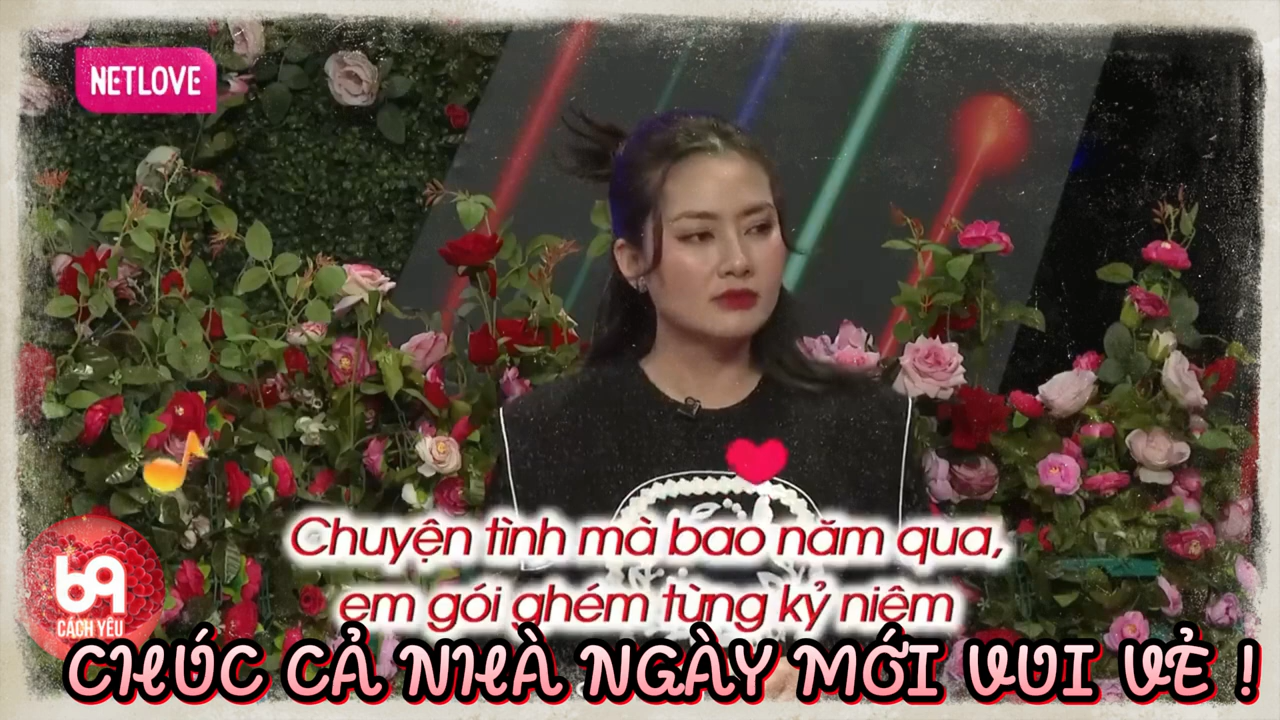 NETLOVE
Chuyện tình mà bao năm qua,
em gói ghém từng kỷ niệm
69
CÁCH YÊU
CHÚC CẢ NHÀ NGÀY MỚI VUI VẺ !